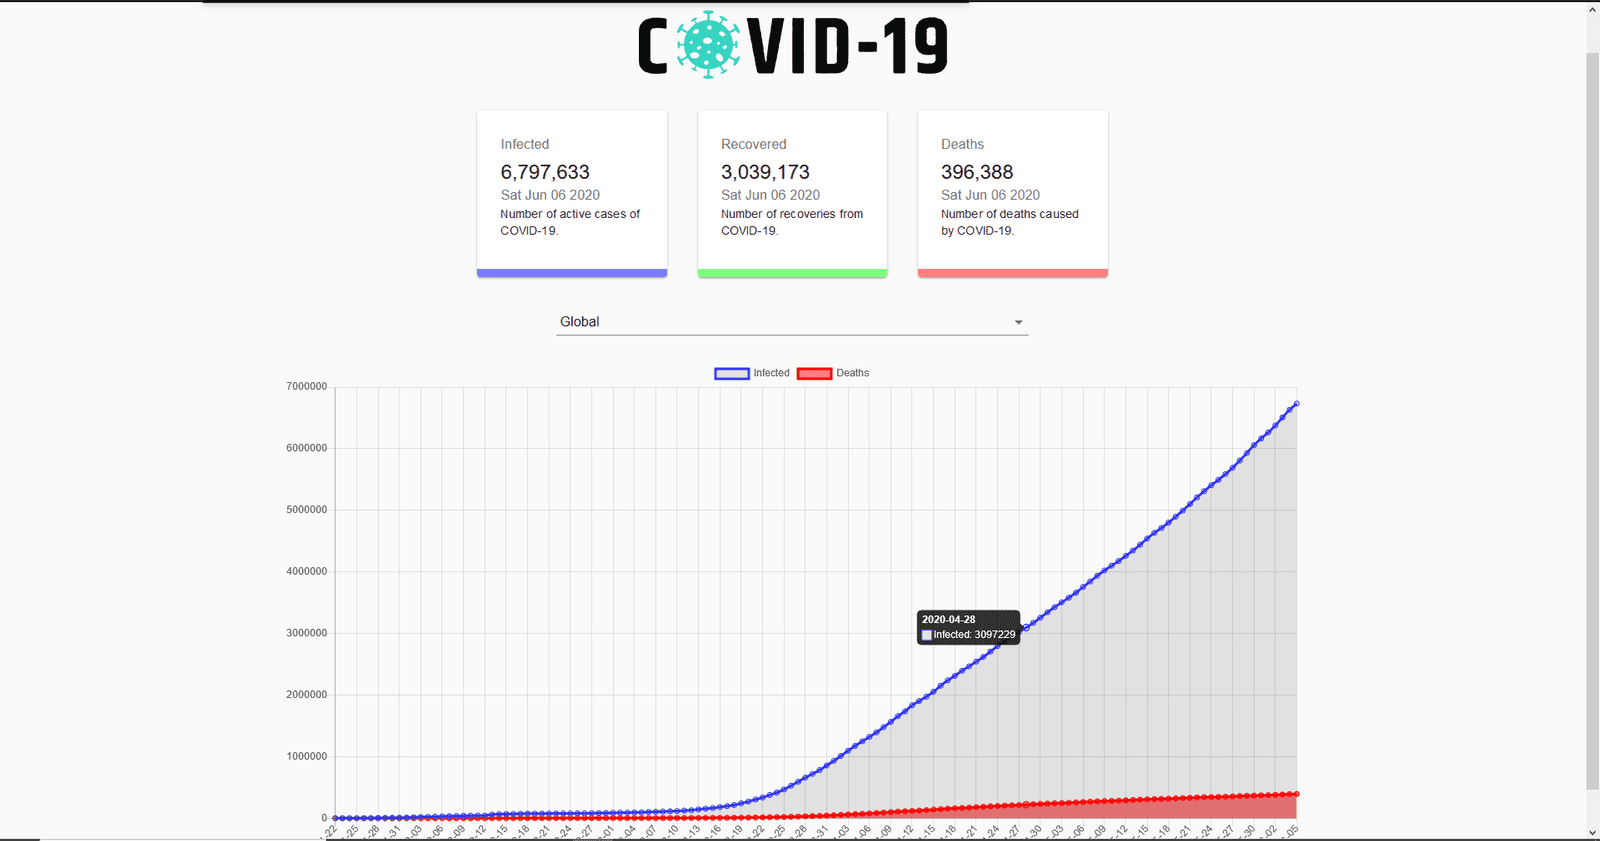 COVID-19
Infected
6,797,633
Sat Jun 06 2020
Number of active cases of
COVID-19.
Recovered
3,039,173
Sat Jun 06 2020
Number of recoveries from
COVID-19.
Deaths
396,388
Sat Jun 06 2020
Number of deaths caused
by COVID-19.
Global
Infected Deaths
7000000
6000000
5000000
4000000
3000000
2000000
1000000
0
2020-04-28
Infected: 3097229